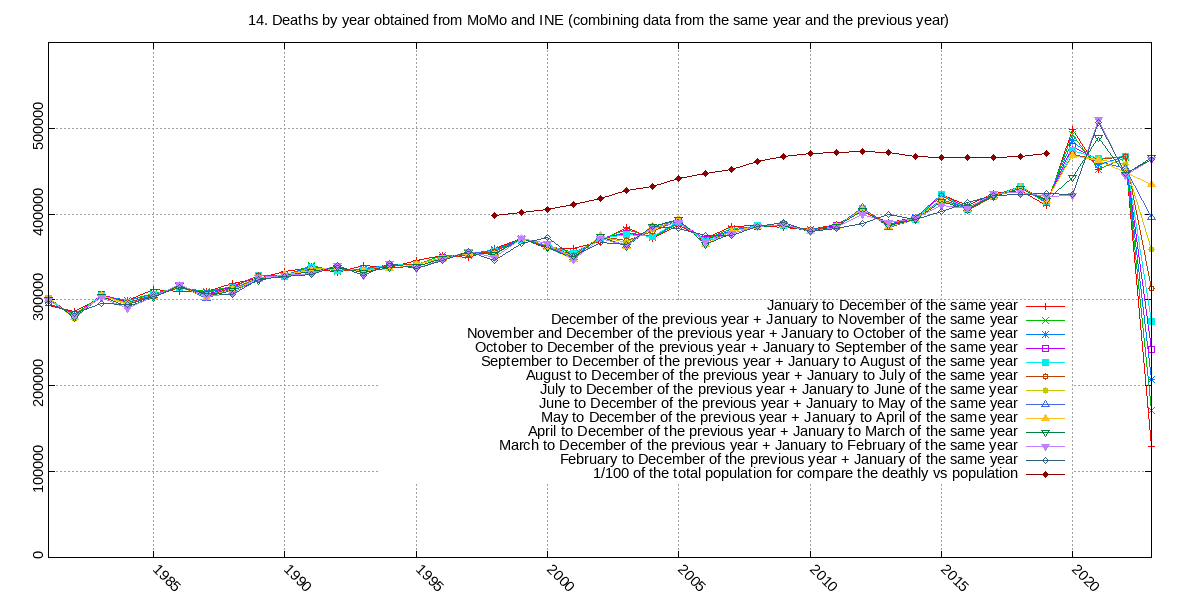 14. Deaths by year obtained from MoMo and INE (combining data from the same year and the previous year)
500000
400000
300000
200000
100000
0
January to December of the same year
December of the previous year + January to November of the same year
November and December of the previous year + January to October of the same year
October to December of the previous year + January to September of the same year
September to December of the previous year + January to August of the same year
August to December of the previous year + January to July of the same year
July to December of the previous year + January to June of the same year
June to December of the previous year + January to May of the same year
May to December of the previous year + January to April of the same year
April to December of the previous year + January to March of the same year
March to December of the previous year + January to February of the same year
February to December of the previous year + January of the same year
1/100 of the total population for compare the deathly vs population
1985
1990
1995
2000
2005
2010
2015
2020